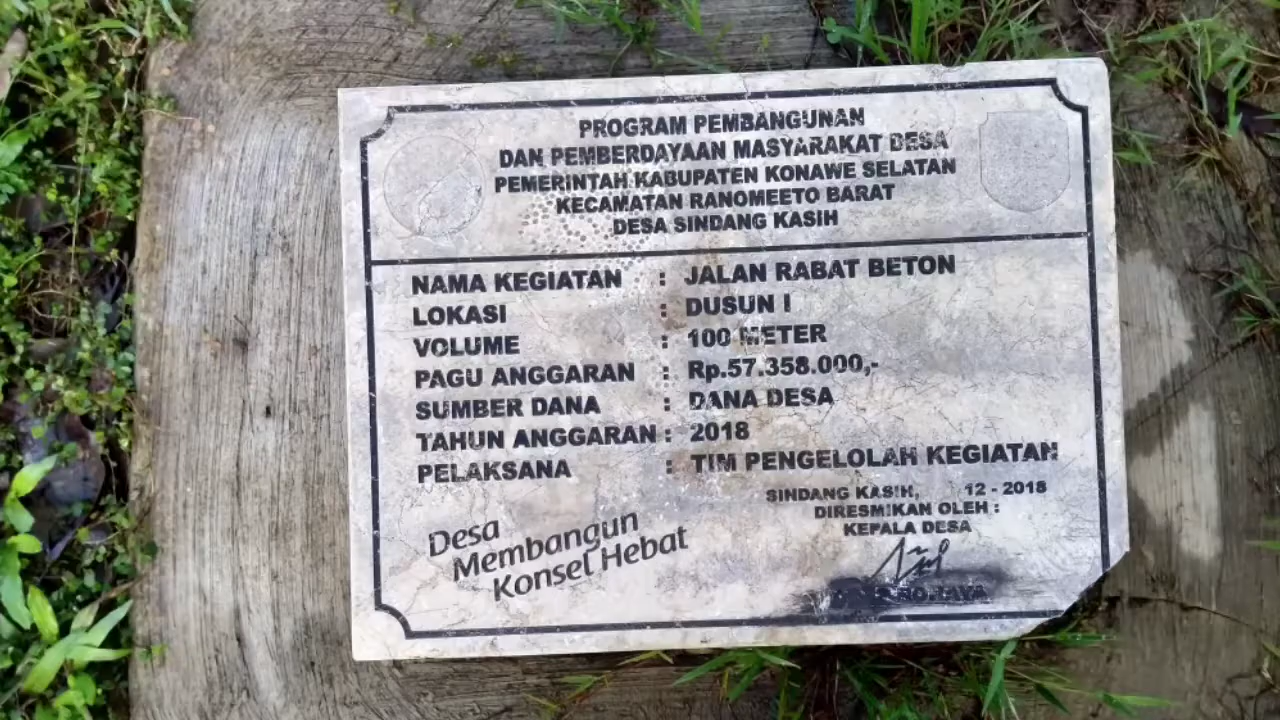 PROGRAM PEMBANGUNAN
DAN PEMBERDAYAAN MASYARAKAT DESA
PEMERINTAH KABUPATEN KONAWE SELATAN
KECAMATAN RANOMEETO BARAT
DESA SINDANG KASIH
NAMA KEGIATAN : JALAN RABAT BETON
LOKASI : DUSUN I
VOLUME : 100 METER
PAGU ANGGARAN : Rp.57.358.000,-
SUMBER DANA : DANA DESA
TAHUN ANGGARAN : 2018
PELAKSANA : TIM PENGELOLAH KEGIATAN
SINDANG KASIH, 12 - 2018
DIRESMIKAN OLEH :
KEPALA DESA
Desa
Membangun
Konsel Hebat